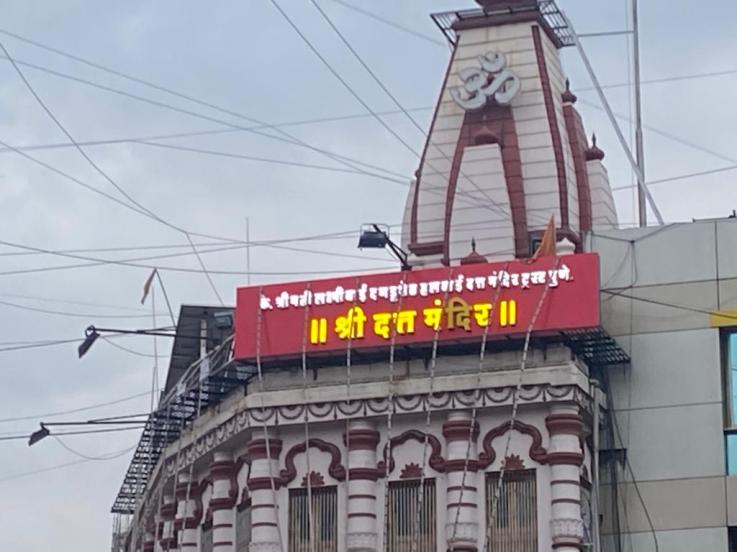 ॐ
कै. श्रीमती लक्ष्मीबाई दगडूशेठ हलवाई दत्त मंदिर ट्रस्ट पुणे.
॥ श्री दत्त मंदिर ॥